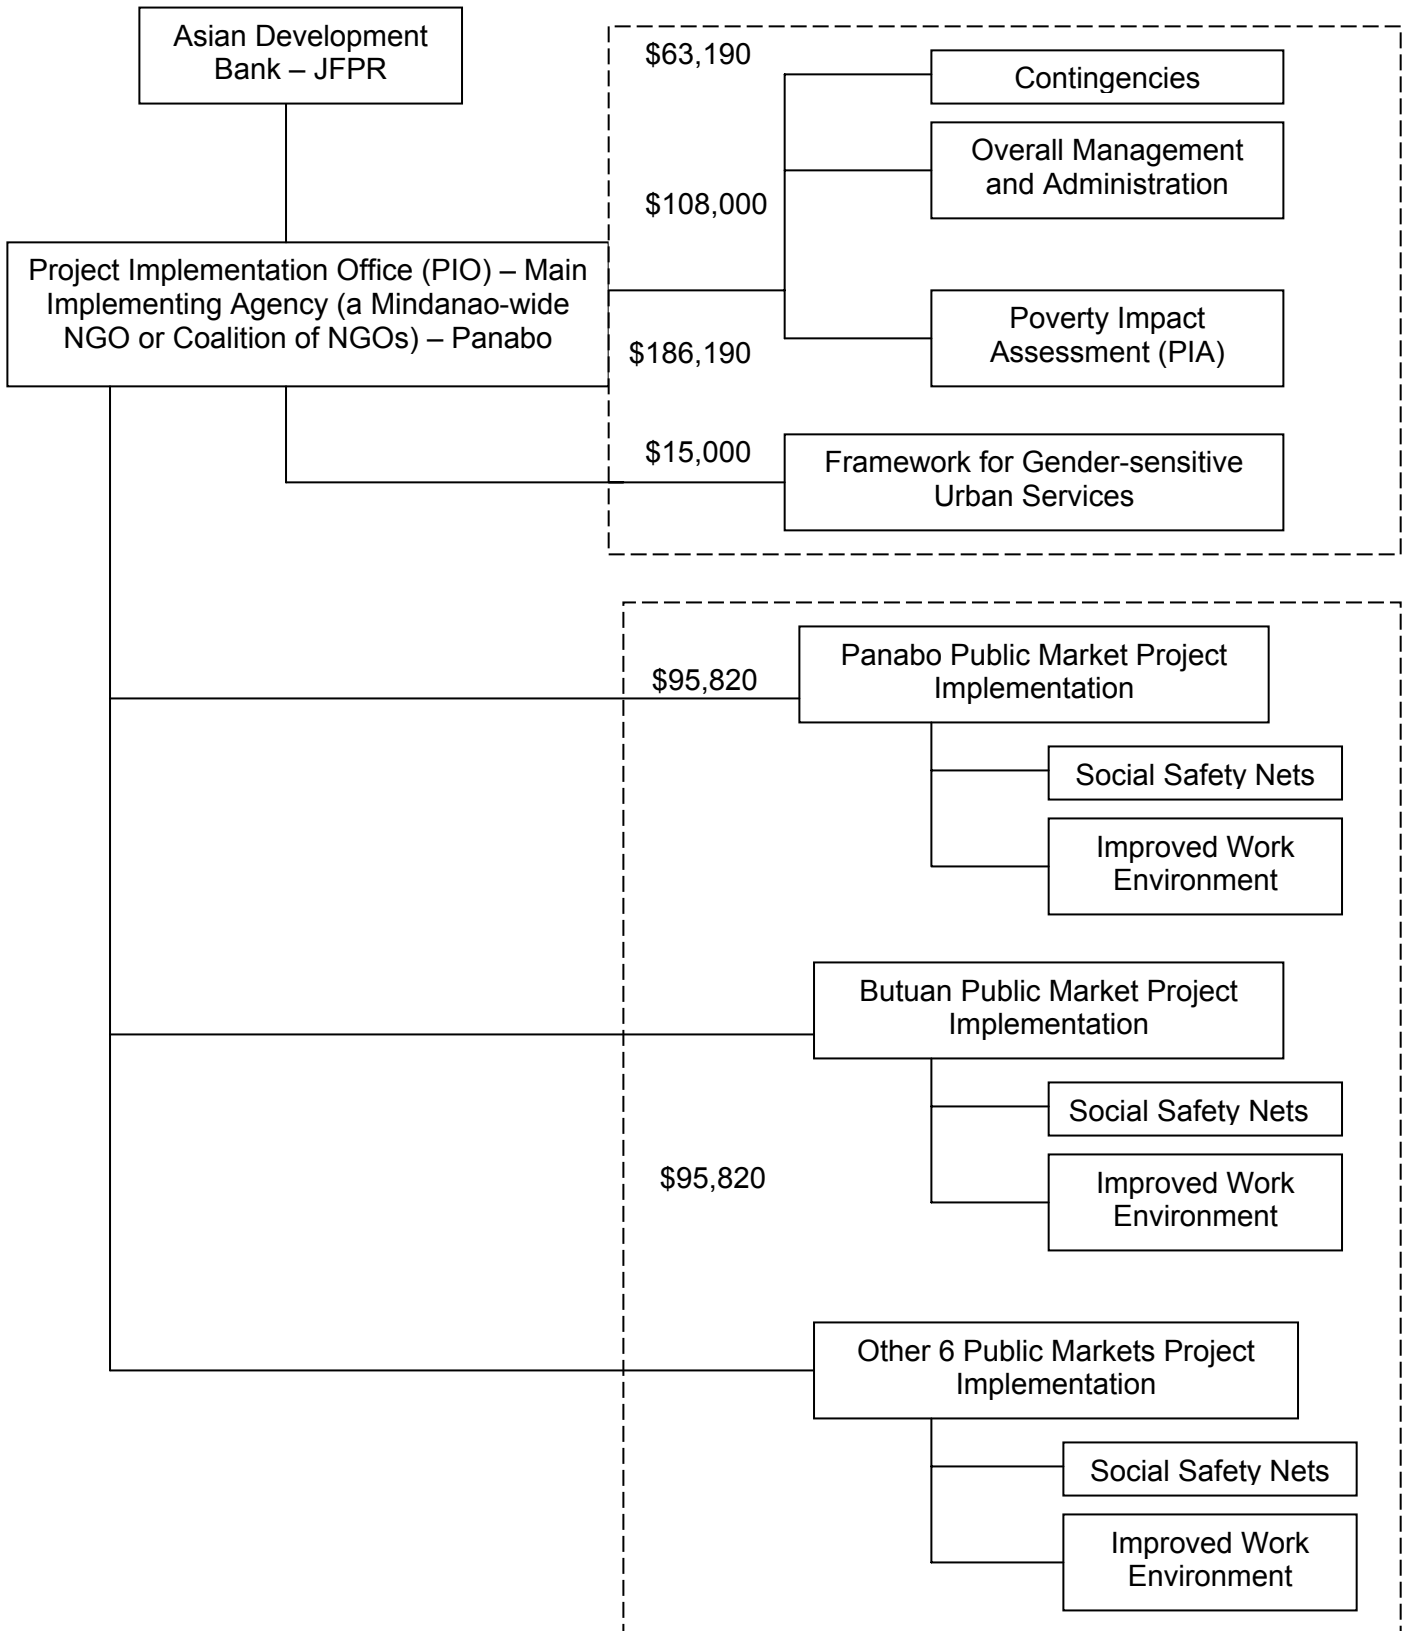 Asian Development
Bank – JFPR
$63,190
Contingencies
Overall Management
and Administration
$108,000
Project Implementation Office (PIO) – Main
Implementing Agency (a Mindanao-wide
NGO or Coalition of NGOs) – Panabo
Poverty Impact
Assessment (PIA)
$186,190
$15,000
Framework for Gender-sensitive
Urban Services
Panabo Public Market Project
Implementation
$95,820
Social Safety Nets
Improved Work
Environment
Butuan Public Market Project
Implementation
Social Safety Nets
$95,820
Improved Work
Environment
Other 6 Public Markets Project
Implementation
Social Safety Nets
Improved Work
Environment